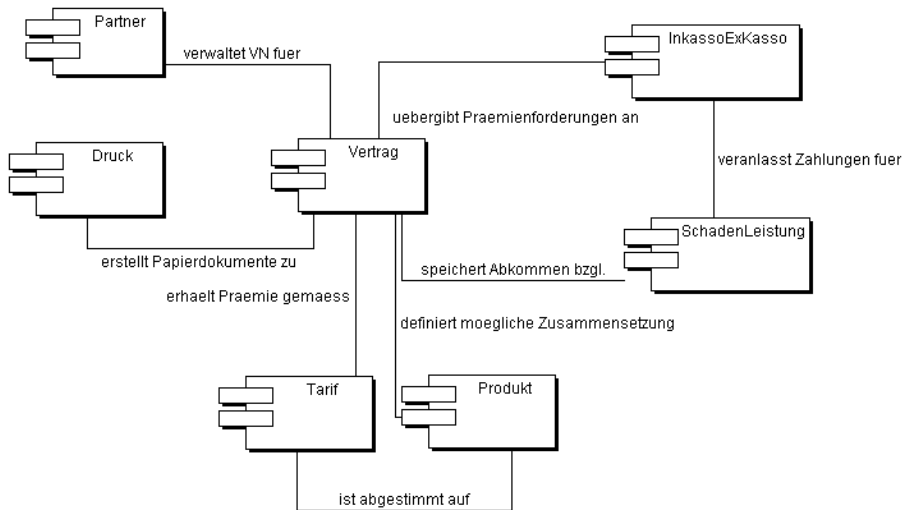 Partner
InkassoExKasso
verwaltet VN fuer
uebergibt Praemienforderungen an
Druck
Vertrag
veranlasst Zahlungen fuer
SchadenLeistung
erstellt Papierdokumente zu
speichert Abkommen bzgl.
erhaelt Praemie gemaess
definiert moegliche Zusammensetzung
Tarif
Produkt
ist abgestimmt auf